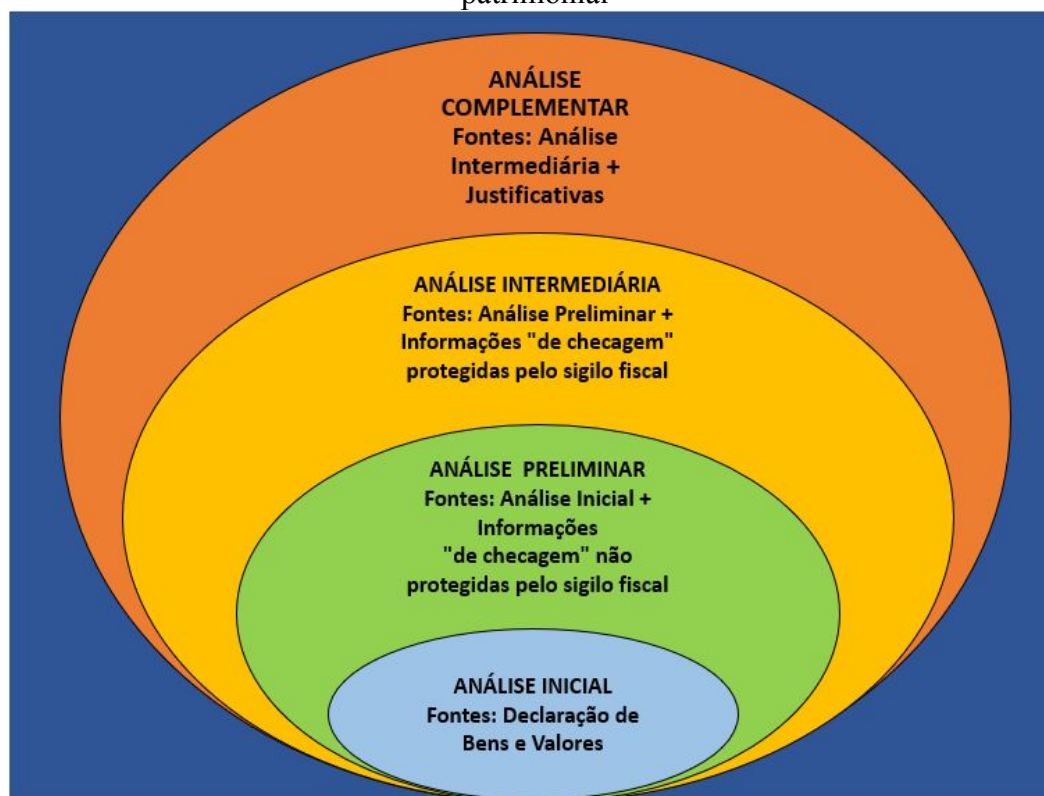 patrimonial
ANÁLISE
COMPLEMENTAR
Fontes: Análise
Intermediária +
Justificativas
ANÁLISE INTERMEDIÁRIA
Fontes: Análise Preliminar +
Informações "de checagem"
protegidas pelo sigilo fiscal
ANÁLISE PRELIMINAR
Fontes: Análise Inicial +
Informações
"de checagem" não
protegidas pelo sigilo fiscal
ANÁLISE INICIAL
Fontes: Declaração de
Bens e Valores